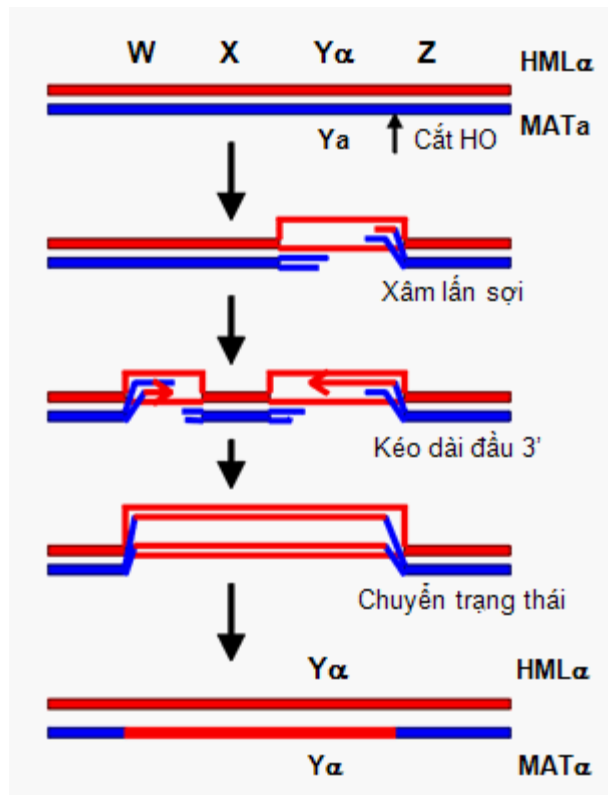 W X Yα Z HMLα
Ya Cắt HO MATa
Xâm lấn sợi
Kéo dài đầu 3'
Chuyển trạng thái
Yα HMLα
Yα MATα